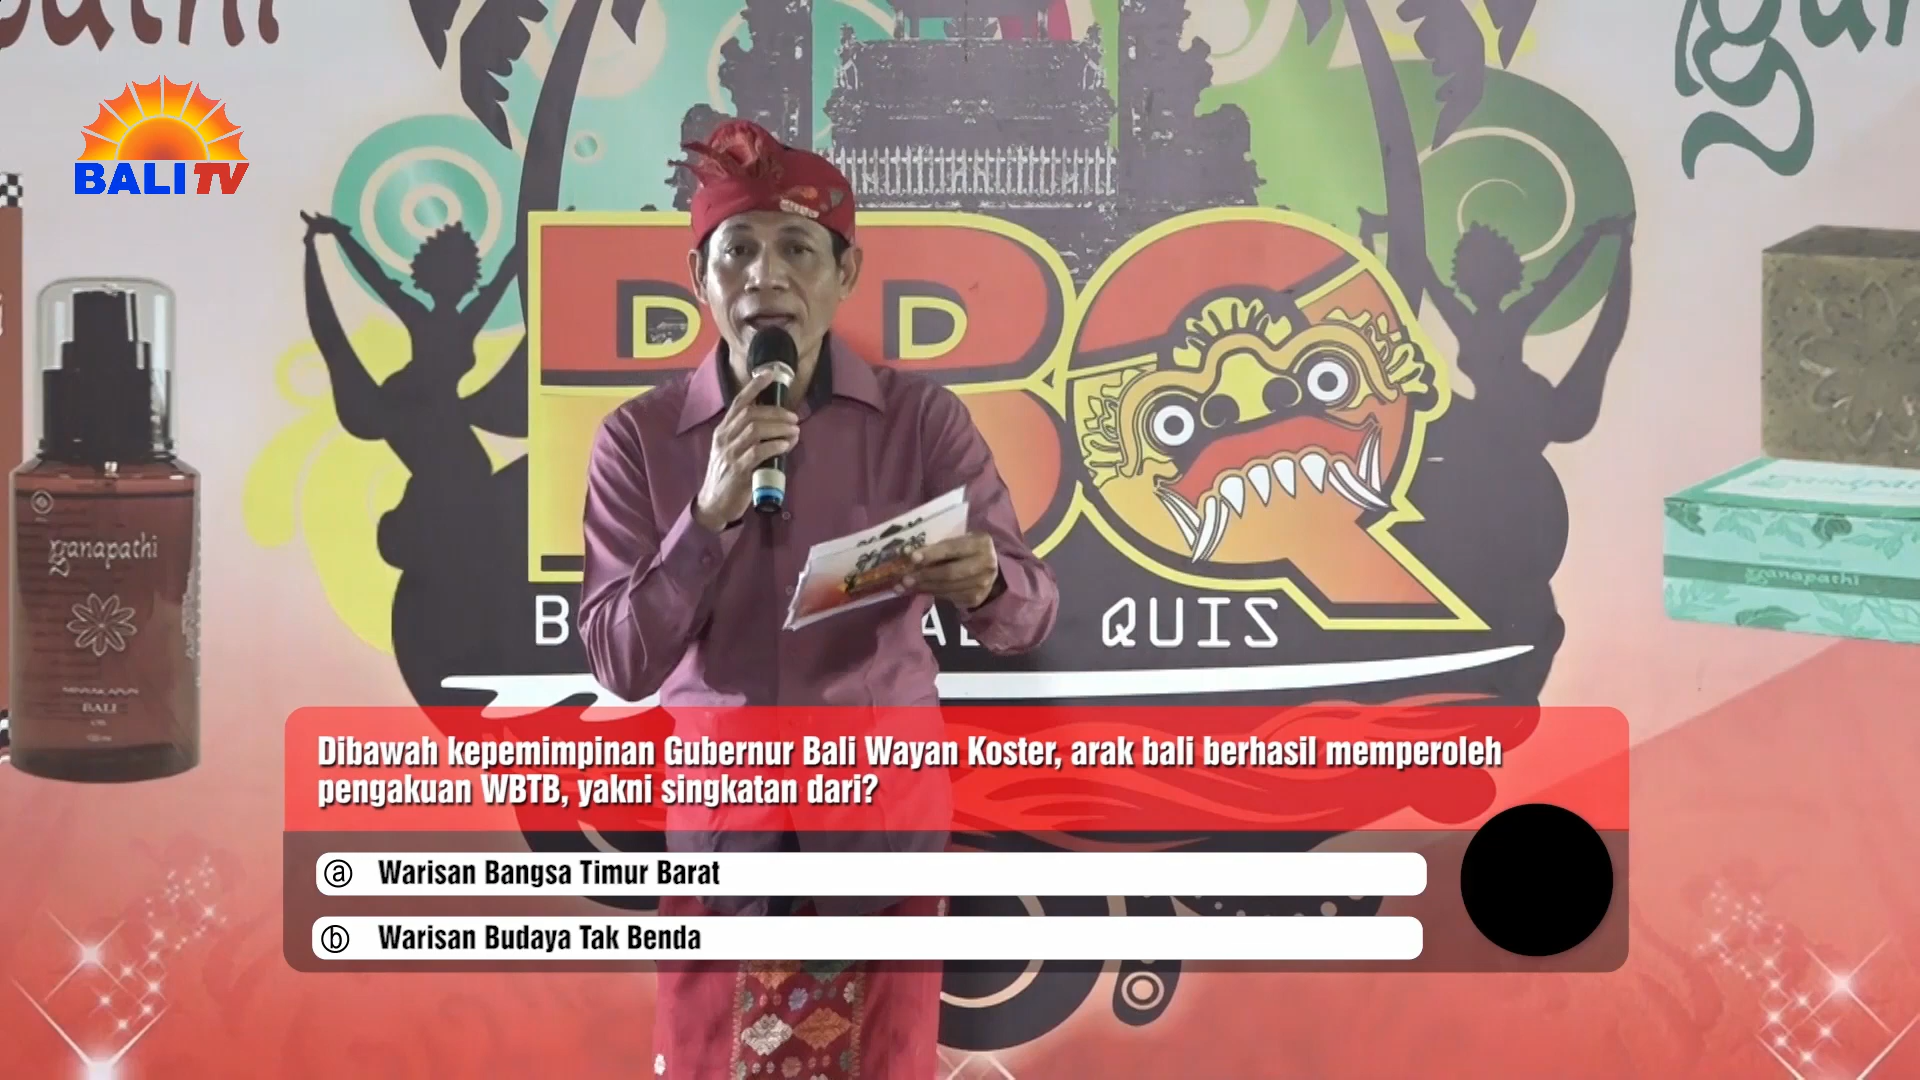 BALI TV
D
D
QUIS
ganapathi
BALI
ganapathi
Dibawah kepemimpinan Gubernur Bali Wayan Koster, arak bali berhasil memperoleh
pengakuan WBTB, yakni singkatan dari?
a Warisan Bangsa Timur Barat
b Warisan Budaya Tak Benda